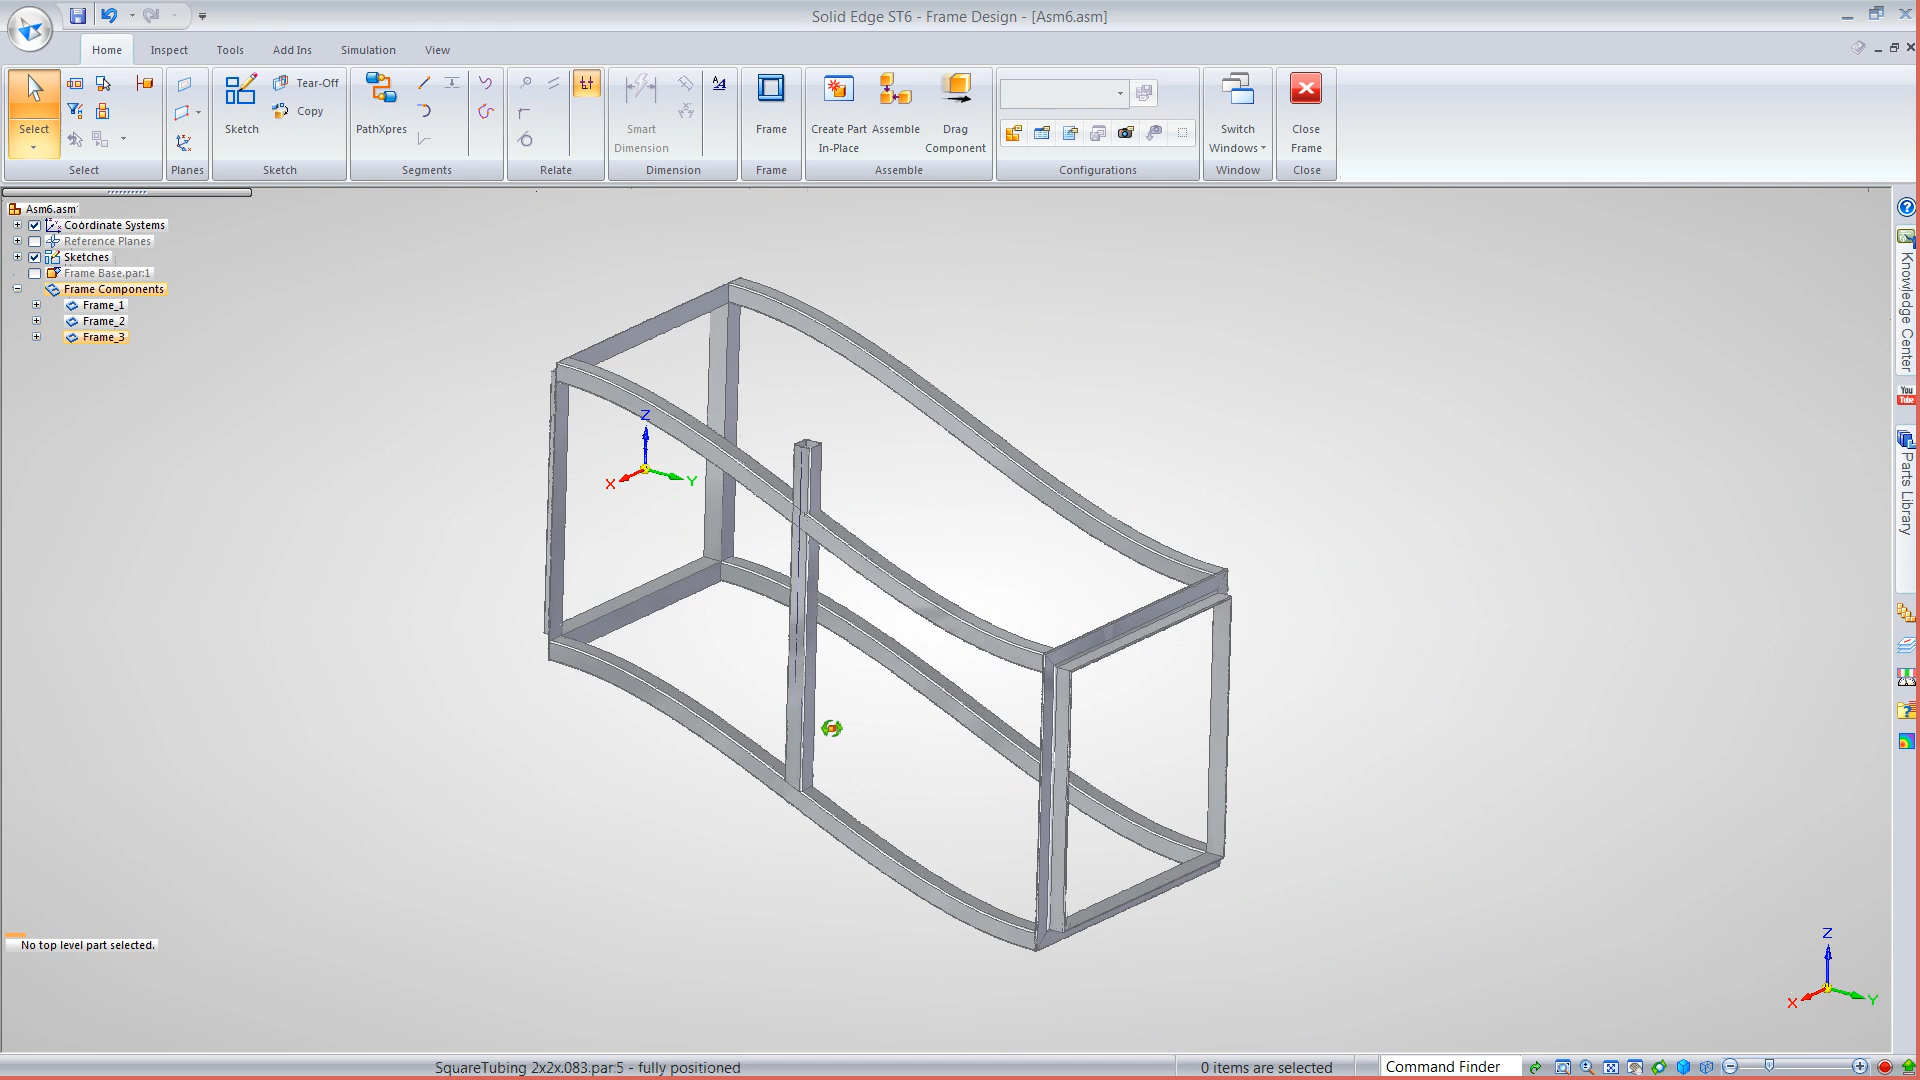 Solid Edge ST6 - Frame Design - [Asm6.asm]
Home Inspect Tools Add Ins Simulation View
Select
Sketch
Tear-Off
Copy
PathXpres
Smart
Dimension
Frame
Create Part
In-Place
Assemble
Drag
Component
Switch
Windows
Close
Frame
Select Planes Sketch Segments Relate Dimension Frame Assemble Configurations Window Close
Asm6.asm
Coordinate Systems
Reference Planes
Sketches
Frame Base.par:1
Frame Components
Frame_1
Frame_2
Frame_3
Z
X
Y
Knowledge Center
You
Tube
Parts Library
No top level part selected.
Z
X
Y
SquareTubing 2x2x.083.par:5 - fully positioned
0 items are selected
Command Finder